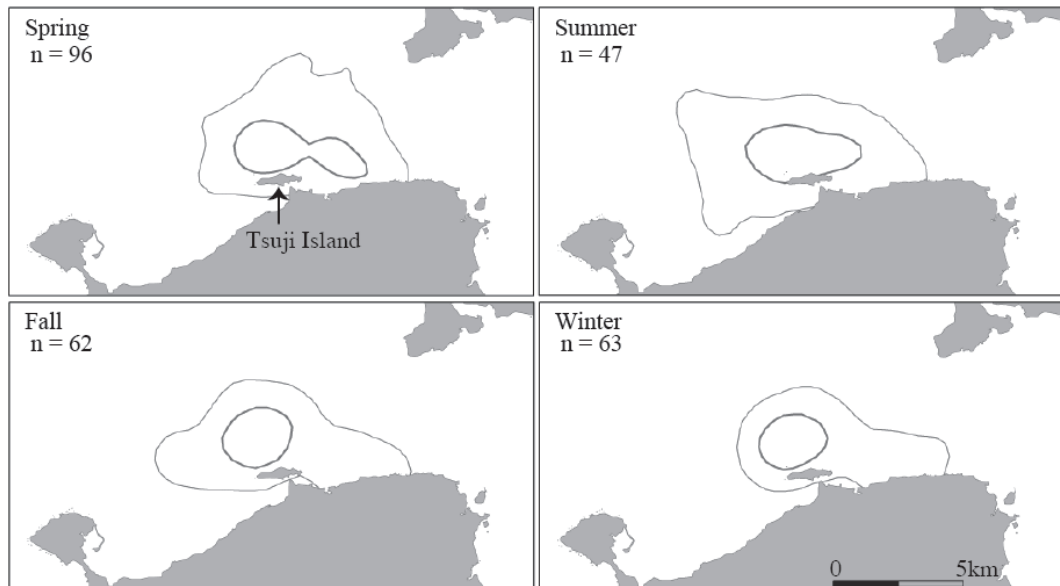 Spring
n = 96
Tsuji Island
Summer
n = 47
Fall
n = 62
Winter
n = 63
0 5km